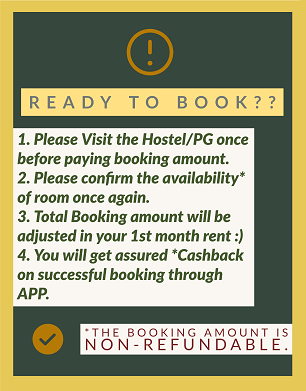 READY TO BOOK??
1. Please Visit the Hostel/PG once
before paying booking amount.
2. Please confirm the availability*
of room once again.
3. Total Booking amount will be
adjusted in your 1st month rent :)
4. You will get assured *Cashback
on successful booking through
APP.
*THE BOOKING AMOUNT IS
NON-REFUNDABLE.